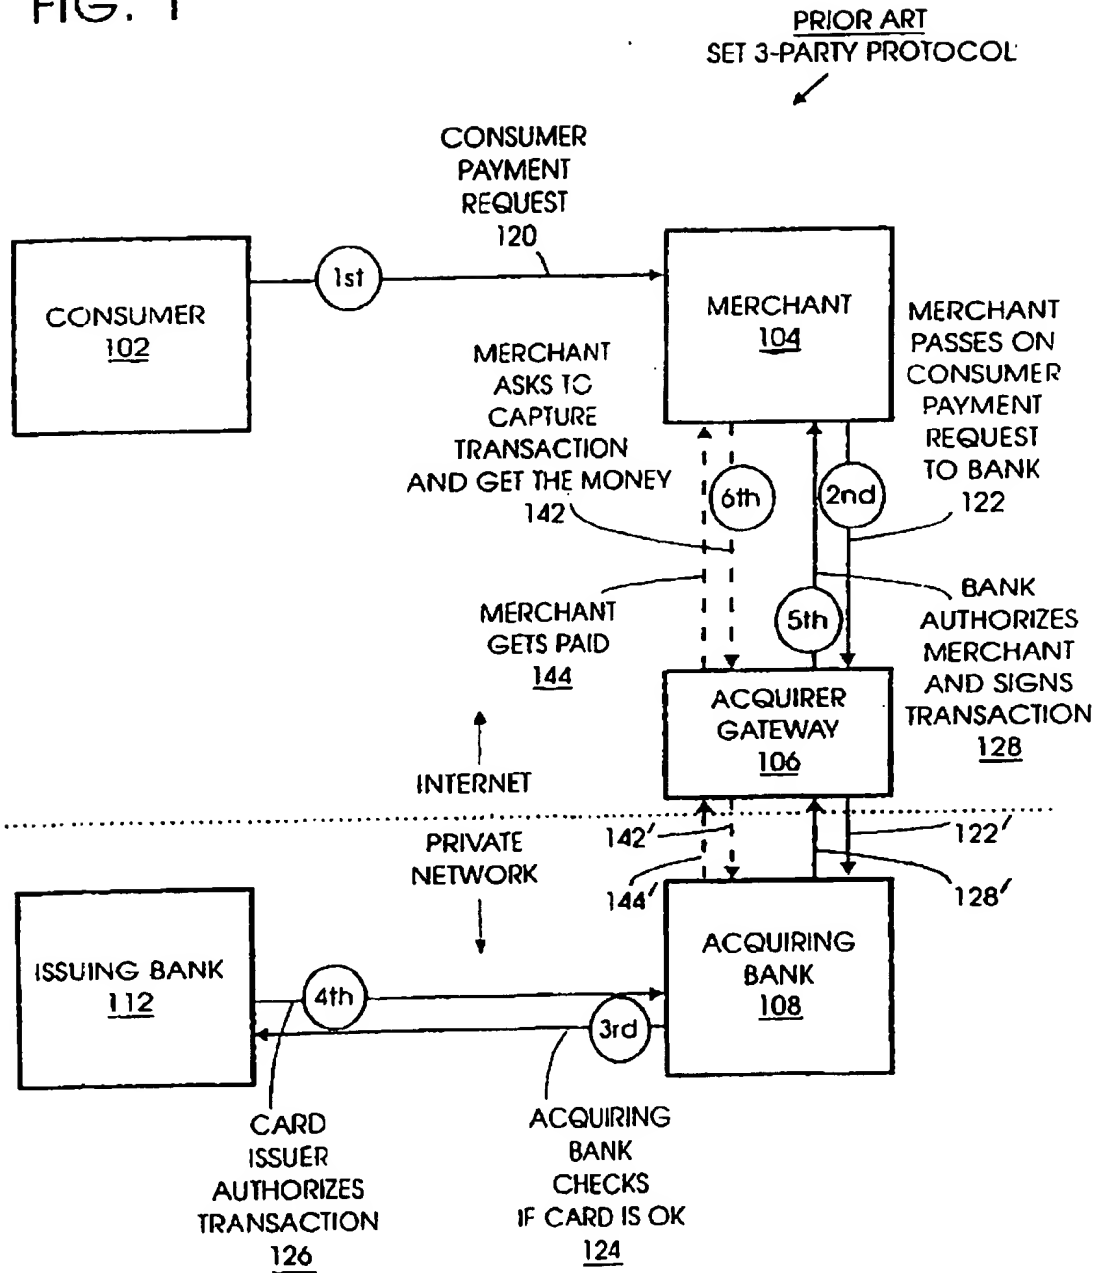 FIG. 1
PRIOR ART
SET 3-PARTY PROTOCOL
CONSUMER
PAYMENT
REQUEST
120
1st
CONSUMER
102
MERCHANT
104
MERCHANT
PASSES ON
CONSUMER
PAYMENT
REQUEST
TO BANK
122
MERCHANT
ASKS TO
CAPTURE
TRANSACTION
AND GET THE MONEY
142
6th
2nd
MERCHANT
GETS PAID
144
5th
BANK
AUTHORIZES
MERCHANT
AND SIGNS
TRANSACTION
128
ACQUIRER
GATEWAY
106
INTERNET
PRIVATE
NETWORK
142′
144′
122′
128′
ISSUING BANK
112
4th
3rd
ACQUIRING
BANK
108
CARD
ISSUER
AUTHORIZES
TRANSACTION
126
ACQUIRING
BANK
CHECKS
IF CARD IS OK
124